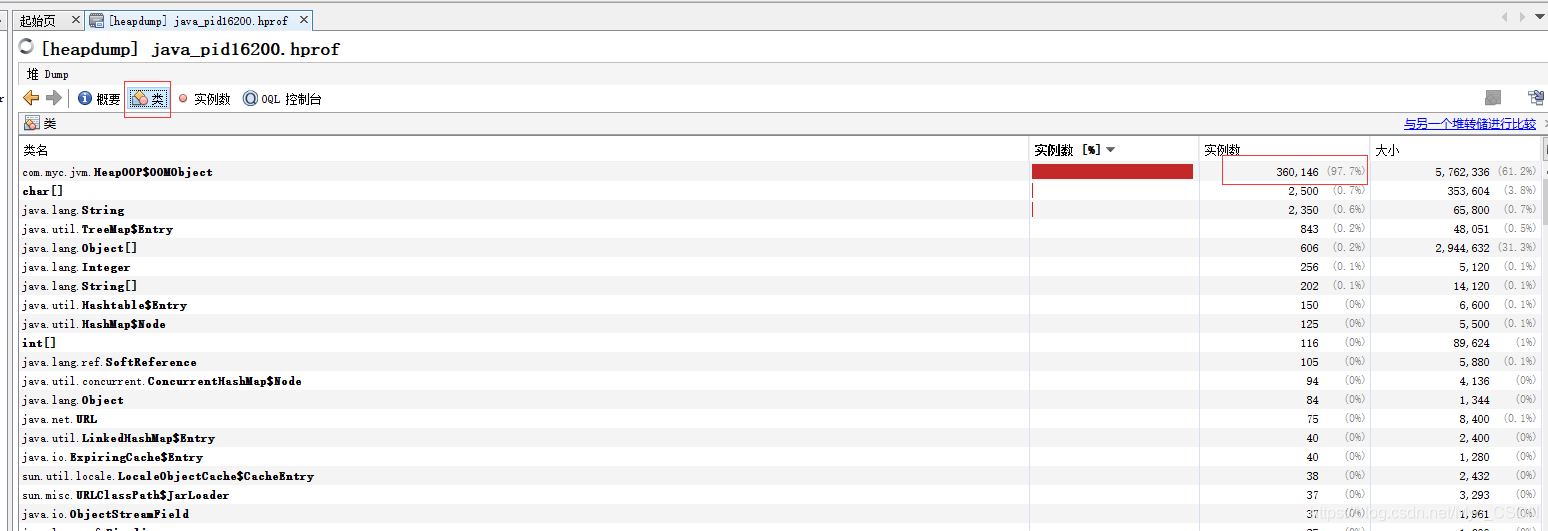 起始页 [heapdump] java_pid16200.hprof
[heapdump] java_pid16200.hprof
堆 Dump
概要 类 实例数 OQL 控制台
类 与另一个堆转储进行比较
类名 实例数 [%] 实例数 大小
com.myc.jvm.HeapOOP$OOMObject 360,146 (97.7%) 5,762,336 (61.2%)
char[] 2,500 (0.7%) 353,604 (3.8%)
java.lang.String 2,350 (0.6%) 65,800 (0.7%)
java.util.TreeMap$Entry 843 (0.2%) 48,051 (0.5%)
java.lang.Object[] 606 (0.2%) 2,944,632 (31.3%)
java.lang.Integer 256 (0.1%) 5,120 (0.1%)
java.lang.String[] 202 (0.1%) 14,120 (0.1%)
java.util.Hashtable$Entry 150 (0%) 6,600 (0.1%)
java.util.HashMap$Node 125 (0%) 5,500 (0.1%)
int[] 116 (0%) 89,624 (1%)
java.lang.ref.SoftReference 105 (0%) 5,880 (0.1%)
java.util.concurrent.ConcurrentHashMap$Node 94 (0%) 4,136 (0%)
java.lang.Object 84 (0%) 1,344 (0%)
java.net.URL 75 (0%) 8,400 (0.1%)
java.util.LinkedHashMap$Entry 40 (0%) 2,400 (0%)
java.io.ExpiringCache$Entry 40 (0%) 1,280 (0%)
sun.util.locale.LocaleObjectCache$CacheEntry 38 (0%) 2,432 (0%)
sun.misc.URLClassPath$JarLoader 37 (0%) 3,293 (0%)
java.io.ObjectStreamField